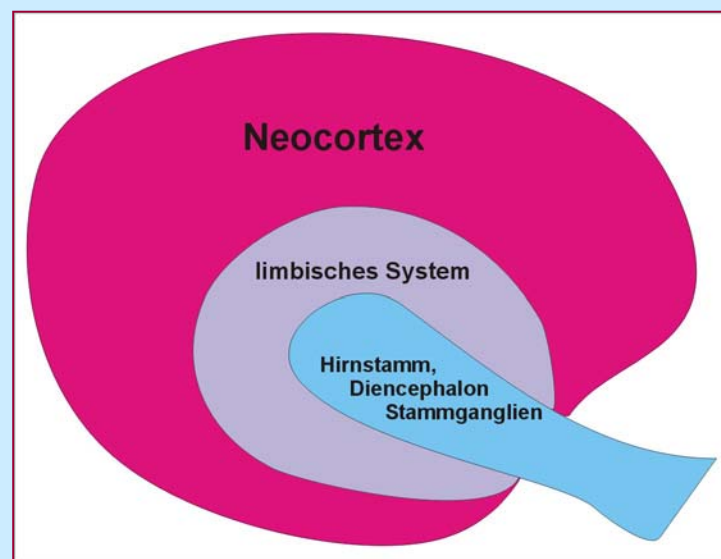 Neocortex
limbisches System
Hirnstamm,
Diencephalon
Stammganglien